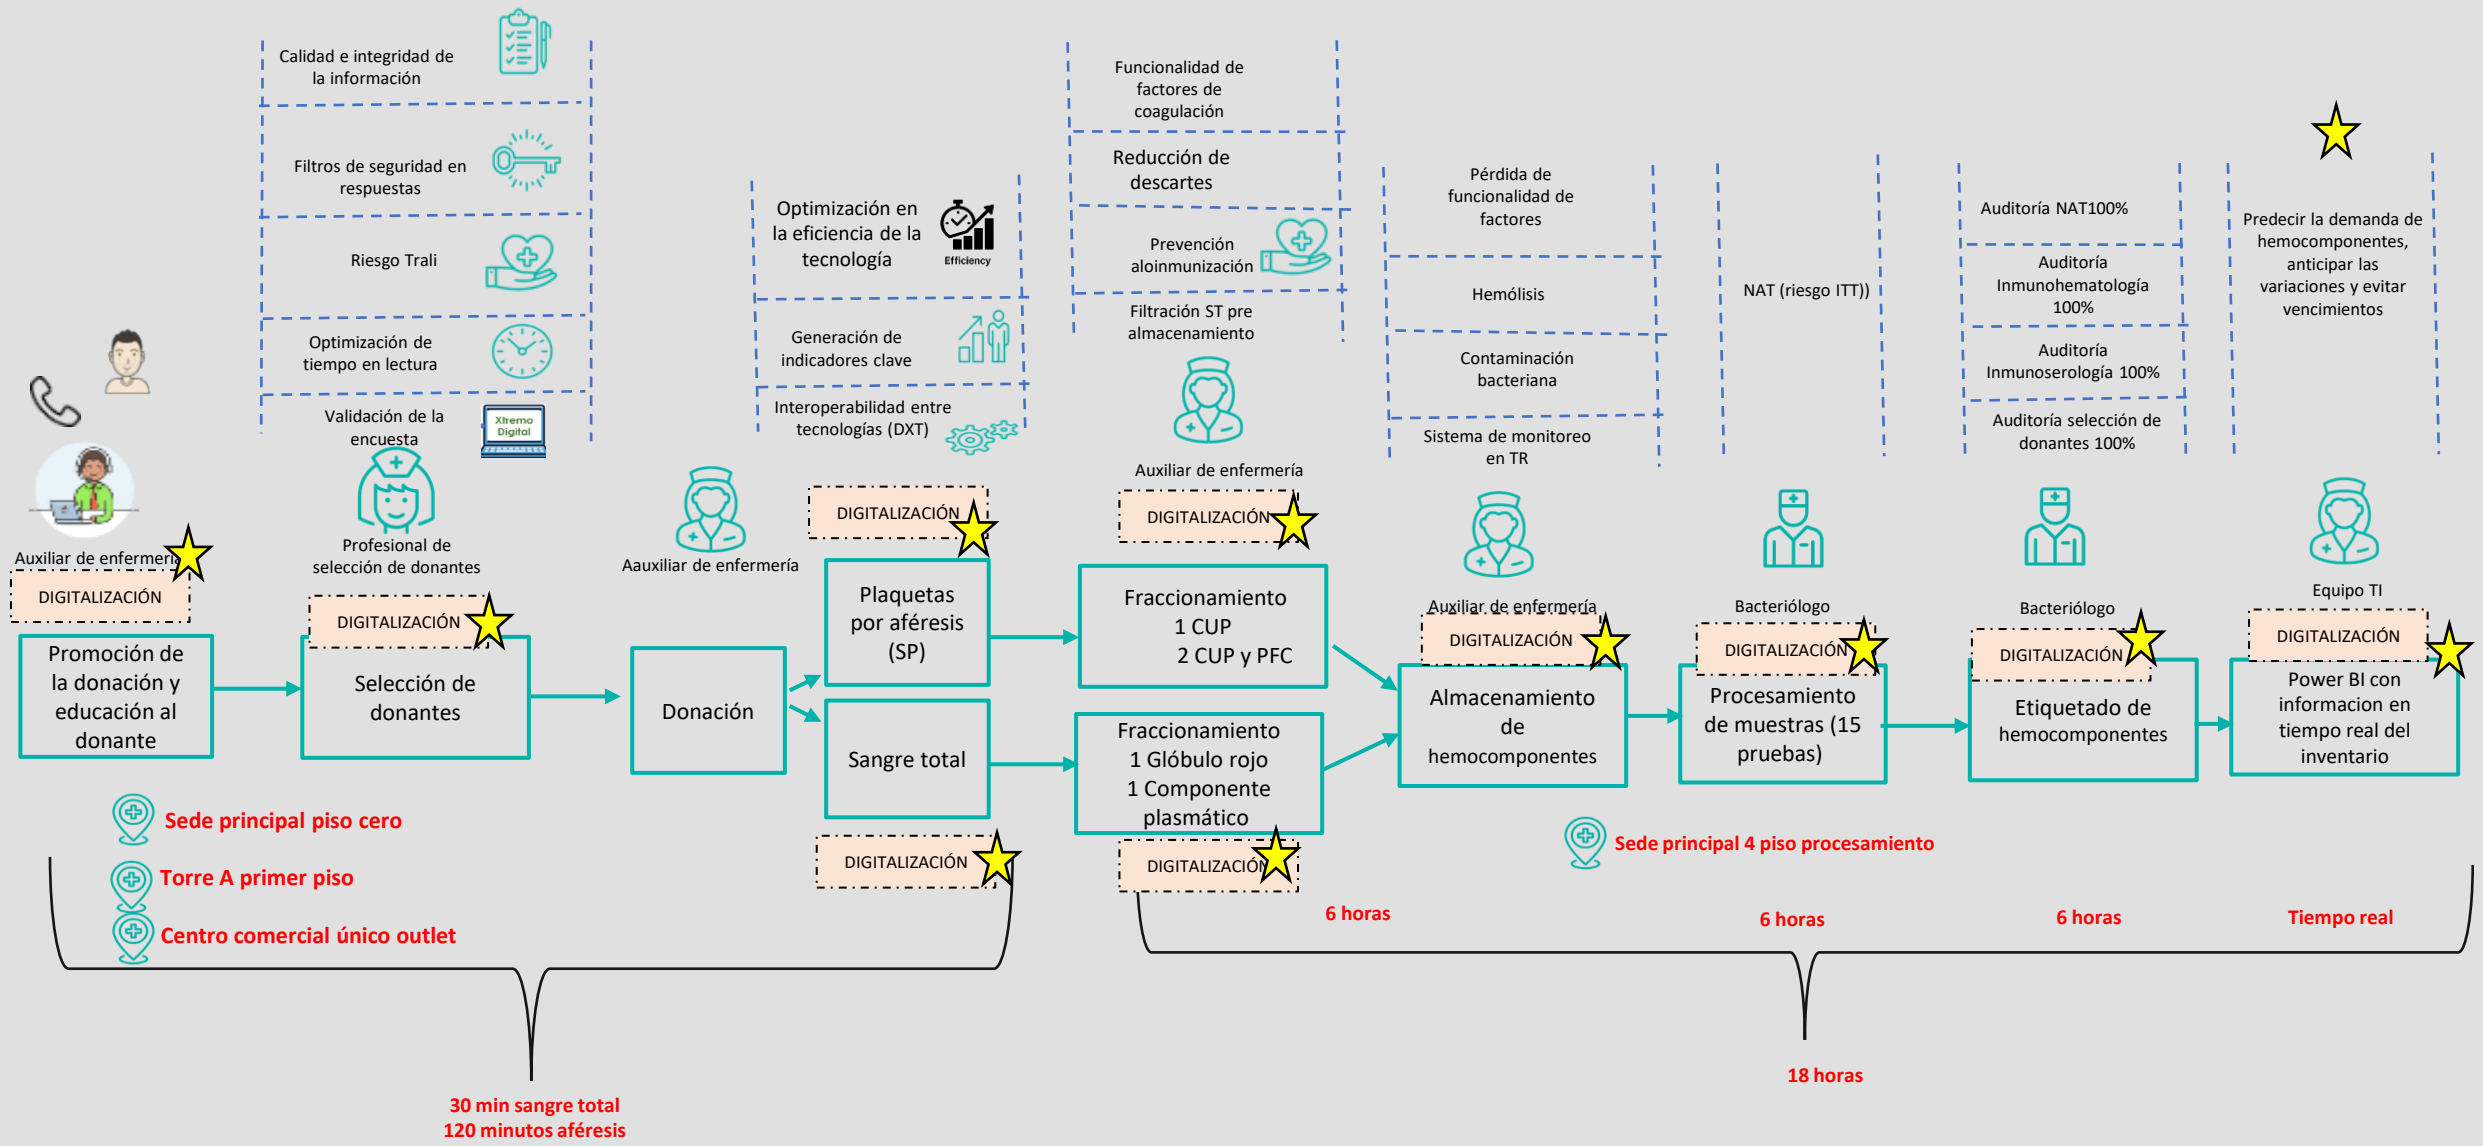 Calidad e integridad de
la información
Filtros de seguridad en
respuestas
Riesgo Trali
Optimización de
tiempo en lectura
Validación de la
encuesta
Xtremo
Digital
Optimización en
la eficiencia de la
tecnología
Efficiency
Generación de
indicadores clave
Interoperabilidad entre
tecnologías (DXT)
Funcionalidad de
factores de
coagulación
Reducción de
descartes
Prevención
aloinmunización
Filtración ST pre
almacenamiento
Pérdida de
funcionalidad de
factores
Hemólisis
Contaminación
bacteriana
Sistema de monitoreo
en TR
NAT (riesgo ITT))
Auditoría NAT100%
Auditoría
Inmunohematología
100%
Auditoría
Inmunoserología 100%
Auditoría selección de
donantes 100%
Predecir la demanda de
hemocomponentes,
anticipar las
variaciones y evitar
vencimientos
Auxiliar de enfermería
DIGITALIZACIÓN
Promoción de
la donación y
educación al
donante
Profesional de
selección de donantes
DIGITALIZACIÓN
Selección de
donantes
Aauxiliar de enfermería
Donación
DIGITALIZACIÓN
Plaquetas
por aféresis
(SP)
Sangre total
DIGITALIZACIÓN
Auxiliar de enfermería
DIGITALIZACIÓN
Fraccionamiento
1 CUP
2 CUP y PFC
Fraccionamiento
1 Glóbulo rojo
1 Componente
plasmático
DIGITALIZACIÓN
Auxiliar de enfermería
DIGITALIZACIÓN
Almacenamiento
de
hemocomponentes
Bacteriólogo
DIGITALIZACIÓN
Procesamiento
de muestras (15
pruebas)
Bacteriólogo
DIGITALIZACIÓN
Etiquetado de
hemocomponentes
Equipo TI
DIGITALIZACIÓN
Power BI con
informacion en
tiempo real del
inventario
Sede principal piso cero
Torre A primer piso
Centro comercial único outlet
Sede principal 4 piso procesamiento
6 horas
6 horas
6 horas
Tiempo real
30 min sangre total
120 minutos aféresis
18 horas